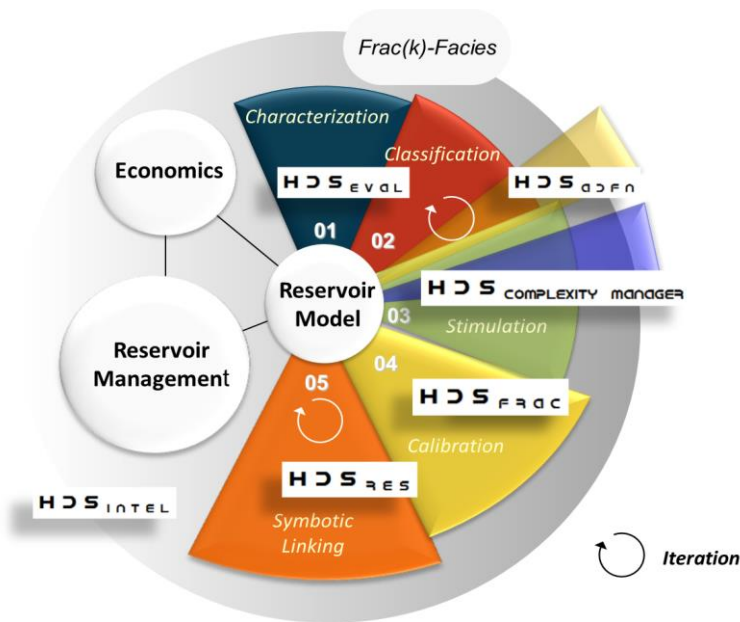 Frac(k)-Facies
Characterization
Classification
Economics
HDS EVAL
HDS ADFN
01
02
Reservoir
Model
HDS COMPLEXITY MANAGER
03
Stimulation
Reservoir
Management
04
05
HDS FRAC
Calibration
HDS RES
HDS INTEL
Symbotic
Linking
Iteration